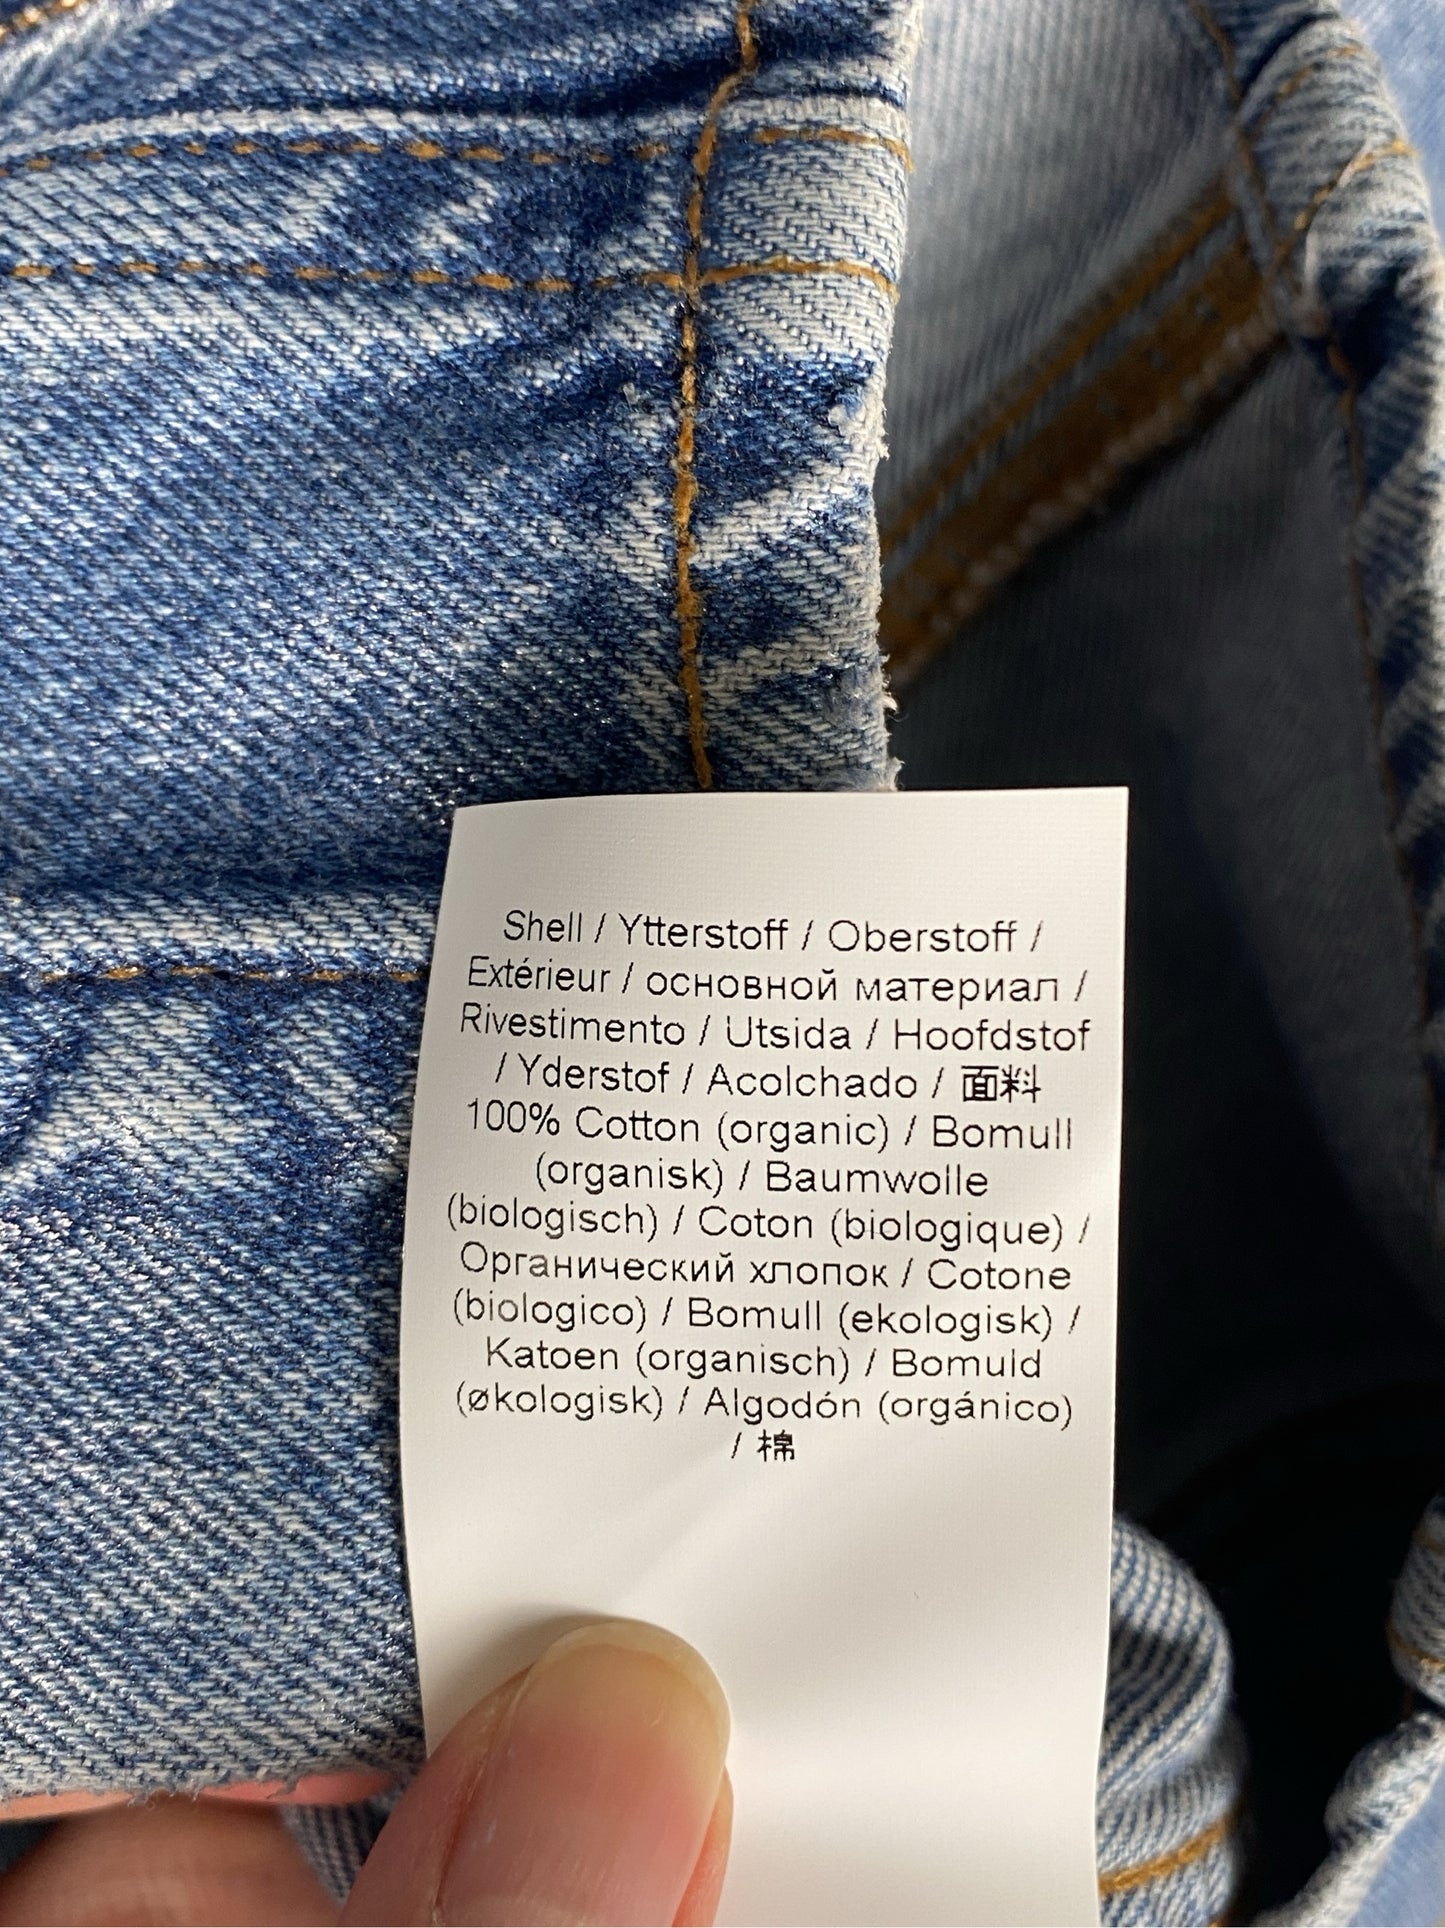 Shell / Ytterstoff / Oberstoff /
Extérieur / основной материал /
Rivestimento / Utsida / Hoofdstof
/ Yderstof / Acolchado / 面料
100% Cotton (organic) / Bomull
(organisk) / Baumwolle
(biologisch) / Coton (biologique) /
Органический хлопок / Cotone
(biologico) / Bomull (ekologisk) /
Katoen (organisch) / Bomuld
(økologisk) / Algodón (orgánico)
/ 棉